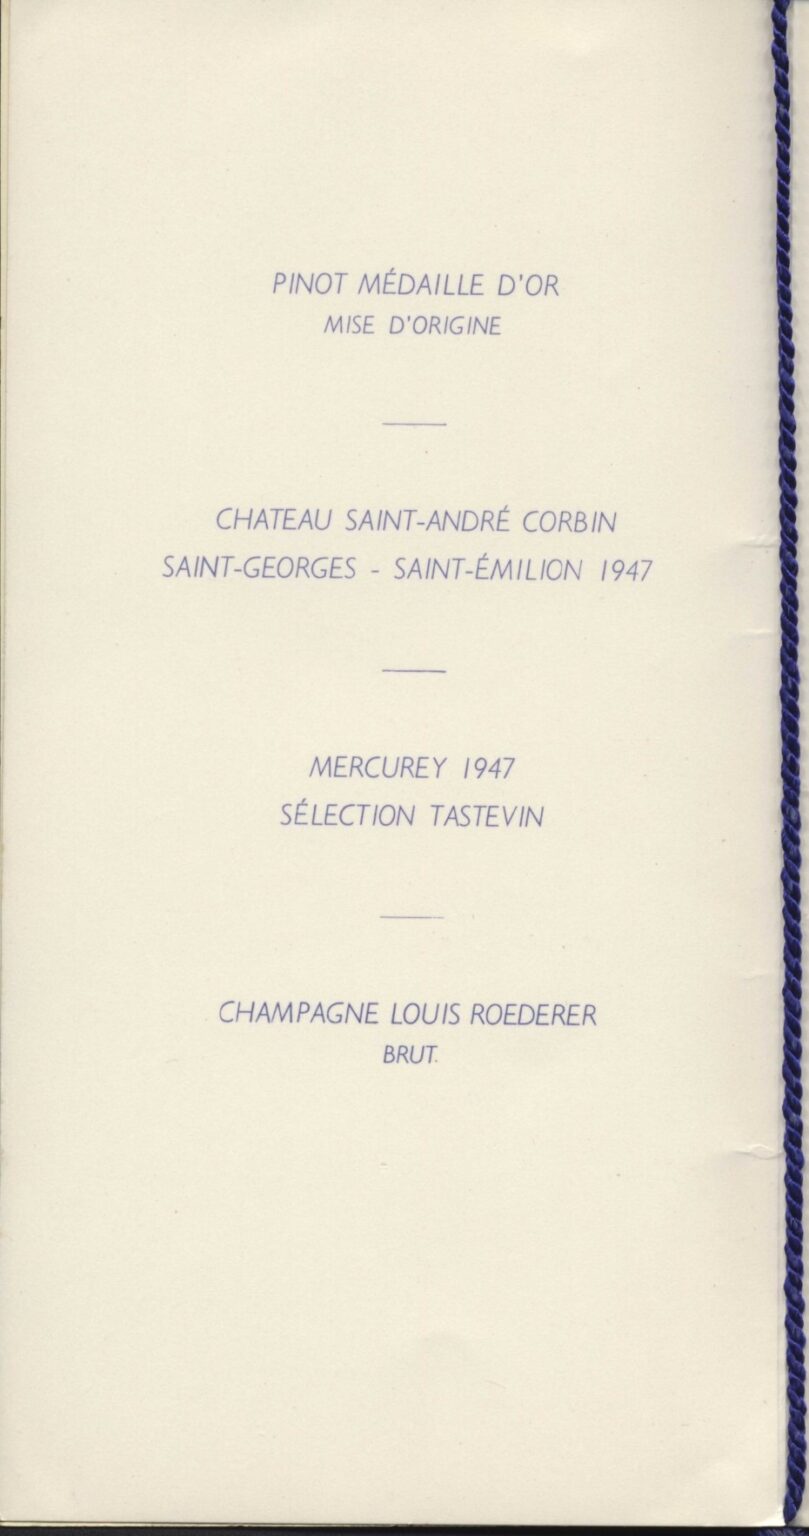 PINOT MÉDAILLE D'OR
MISE D'ORIGINE
CHATEAU SAINT-ANDRÉ CORBIN
SAINT-GEORGES - SAINT-ÉMILION 1947
MERCUREY 1947
SÉLECTION TASTEVIN
CHAMPAGNE LOUIS ROEDERER
BRUT.